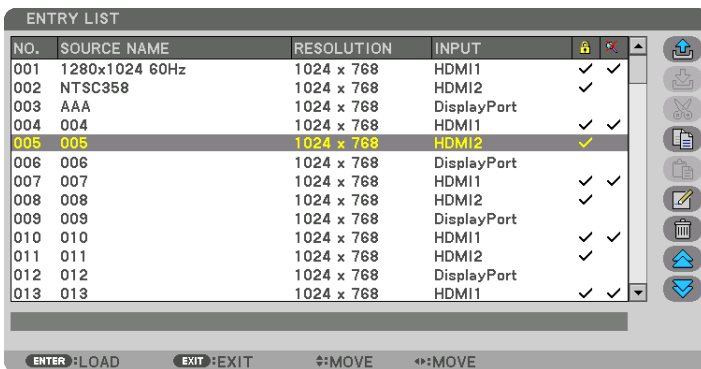 ENTRY LIST
NO. SOURCE NAME RESOLUTION INPUT
001 1280x1024 60Hz 1024 x 768 HDMI1
002 NTSC358 1024 x 768 HDMI2
003 AAA 1024 x 768 DisplayPort
004 004 1024 x 768 HDMI1
005 005 1024 x 768 HDMI2
006 006 1024 x 768 DisplayPort
007 007 1024 x 768 HDMI1
008 008 1024 x 768 HDMI2
009 009 1024 x 768 DisplayPort
010 010 1024 x 768 HDMI1
011 011 1024 x 768 HDMI2
012 012 1024 x 768 DisplayPort
013 013 1024 x 768 HDMI1
ENTER :LOAD EXIT :EXIT :MOVE :MOVE